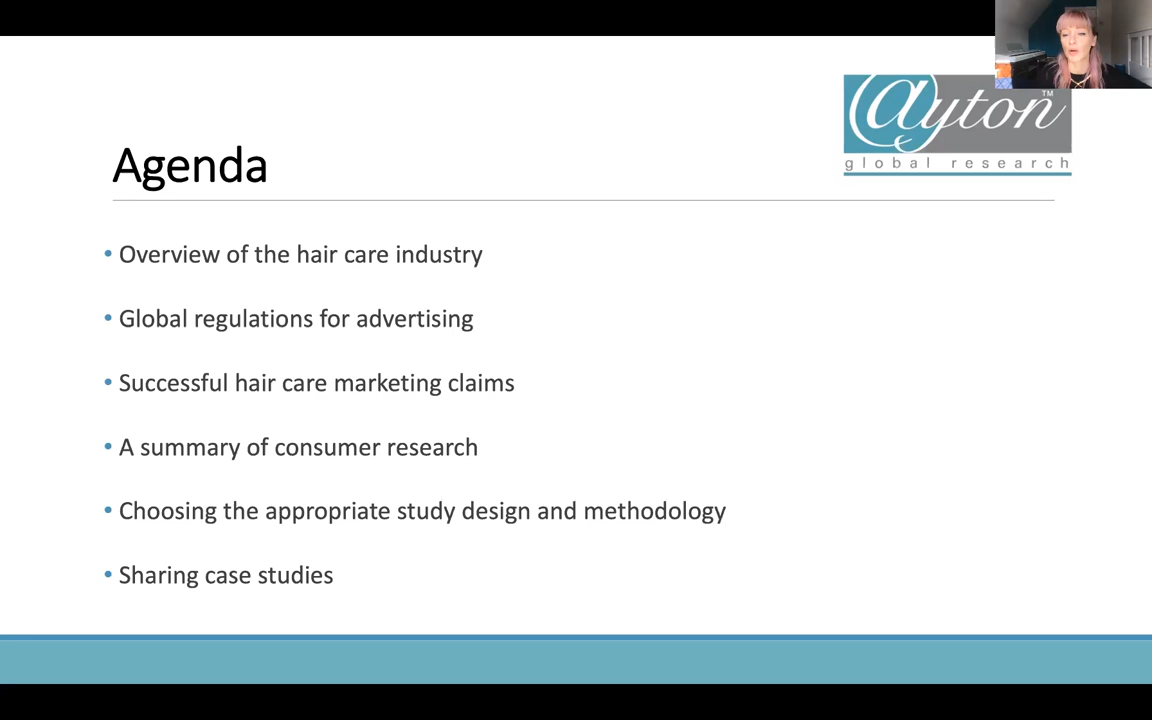 @yton™
global research
Agenda
• Overview of the hair care industry
• Global regulations for advertising
• Successful hair care marketing claims
• A summary of consumer research
• Choosing the appropriate study design and methodology
• Sharing case studies